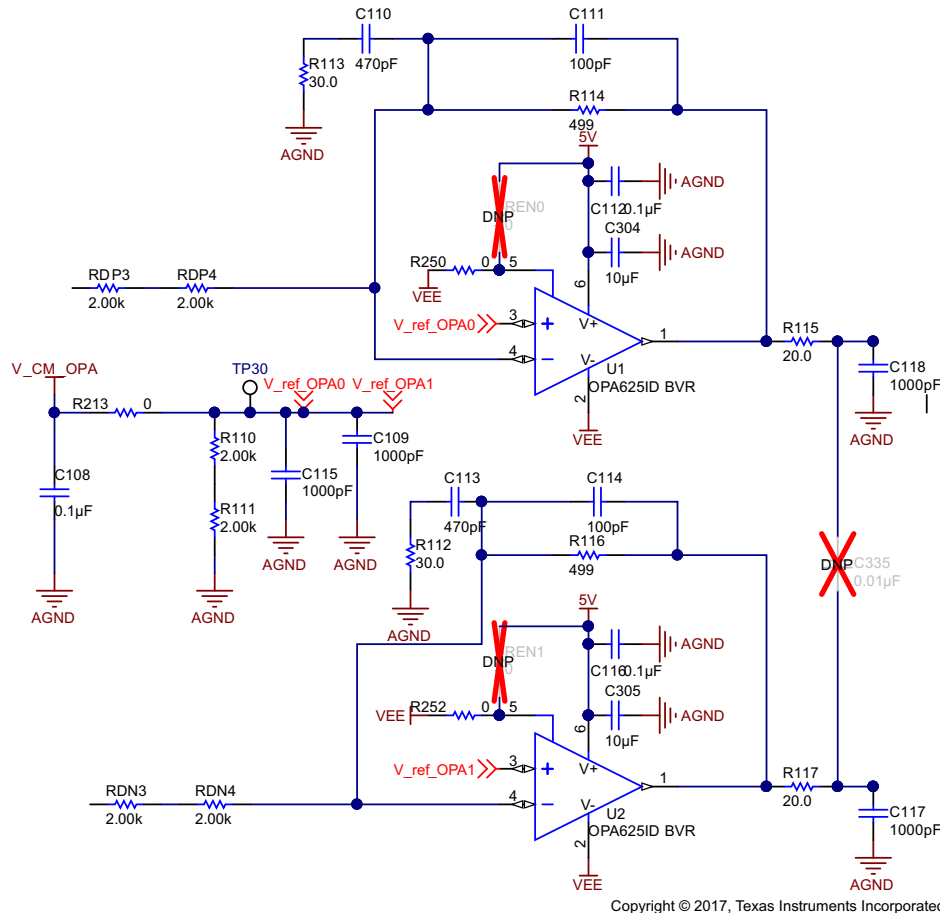 C110
470pF
C111
100pF
R113
30.0
AGND
R114
499
5V
REN0
DNP
0
C112
0.1µF
AGND
C304
10µF
AGND
R250
0
5
VEE
6
RDP3
2.00k
RDP4
2.00k
V_ref_OPA0
3
+
V+
4
−
V-
1
U1
OPA625ID BVR
2
VEE
R115
20.0
C118
1000pF
AGND
V_CM_OPA
TP30
V_ref_OPA0
V_ref_OPA1
R213
0
R110
2.00k
C109
1000pF
C115
1000pF
C108
0.1µF
R111
2.00k
AGND
AGND
AGND
AGND
C113
470pF
C114
100pF
R112
30.0
AGND
R116
499
5V
REN1
DNP
0
C116
0.1µF
AGND
C305
10µF
AGND
DNP
C335
0.01µF
VEE
R252
0
5
6
V_ref_OPA1
3
+
V+
4
−
V-
1
U2
OPA625ID BVR
2
VEE
RDN3
2.00k
RDN4
2.00k
R117
20.0
C117
1000pF
AGND
Copyright © 2017, Texas Instruments Incorporated